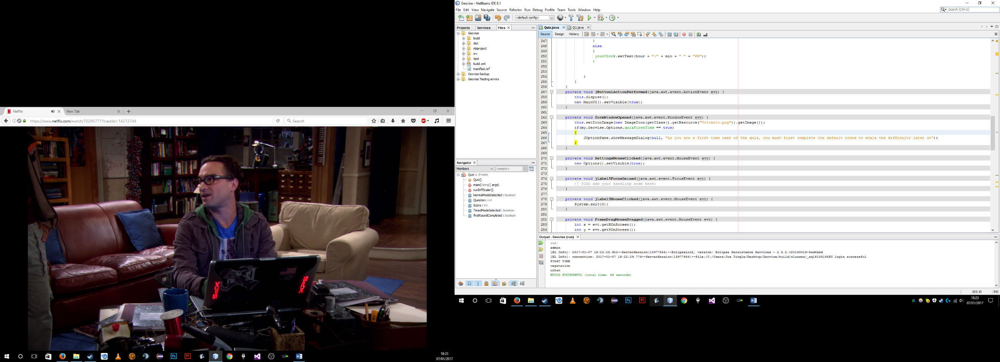 Netflix
New Tab
https://www.netflix.com/watch/70295777?trackId=14272744
Search
18:23
07/01/2017
Geovise - NetBeans IDE 8.1
File Edit View Navigate Source Refactor Run Debug Profile Team Tools Window Help
Search (Ctrl+I)
<default config>
Projects Services Files
Geovise
build
dist
nbproject
src
test
build.xml
manifest.mf
Geovise Backup
Geovise Testing enviro
Navigator
Members
<empty>
Quiz :: JFrame
Quiz()
main(String[] args)
runDiffScaler()
NormalModeSelected : boolean
Question : int
Score : int
TimedModeSelected : boolean
firstRoundCompleted : boolean
Quiz.java Q1.java
Source Design History
247 }
248 else
249 {
250 yourClock.setText(hour + ":" + min + " " + "PM");
251 }
252
253
254 }
255 }
256 }
257 private void jButton1ActionPerformed(java.awt.event.ActionEvent evt) {
258 this.dispose();
259 new MainUI().setVisible(true);
260 }
261
262 private void formWindowOpened(java.awt.event.WindowEvent evt) {
263 this.setIconImage(new ImageIcon(getClass().getResource("Volcanic.png")).getImage());
264 if(my.Geovise.Options.quizFirstTime == true)
265 {
266 JOptionPane.showMessageDialog(null, "As you are a first time user of the quiz, you must first complete the default round to scale the difficulty later on");
267 }
268 }
269
270 private void SettingsMouseClicked(java.awt.event.MouseEvent evt) {
271 new Options().setVisible(true);
272 }
273
274 private void jLabel5FocusGained(java.awt.event.FocusEvent evt) {
275 // TODO add your handling code here:
276 }
277
278 private void jLabel5MouseClicked(java.awt.event.MouseEvent evt) {
279 System.exit(0);
280 }
281
282 private void FrameDragMouseDragged(java.awt.event.MouseEvent evt) {
283 int x = evt.getXOnScreen();
284 int y = evt.getYOnScreen();
Output - Geovise (run)
run:
admin
[EL Info]: 2017-01-07 18:22:28.922--ServerSession(13977854)--EclipseLink, version: Eclipse Persistence Services - 2.5.2.v20140319-9ad6abd
[EL Info]: connection: 2017-01-07 18:22:29.774--ServerSession(13977854)--file:/C:/Users/Joe Tingle/Desktop/Geovise/build/classes/_sql8133165PU login successful
FIRST TIME
vegetation
urban
BUILD SUCCESSFUL (total time: 46 seconds)
265:10 INS
18:23
07/01/2017